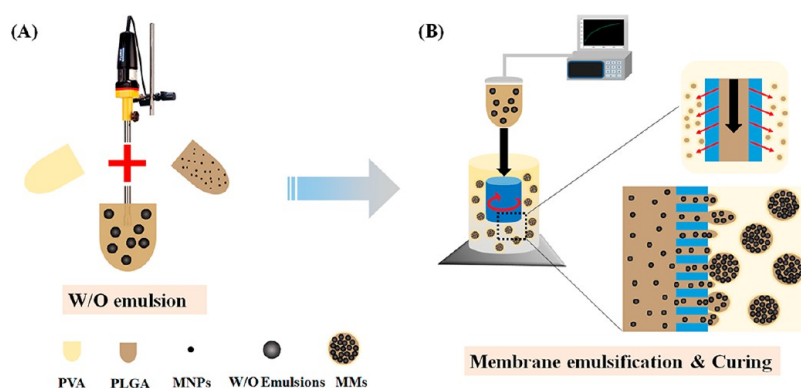 (A)
(B)
W/O emulsion
Membrane emulsification & Curing
PVA PLGA MNPs W/O Emulsions MMs